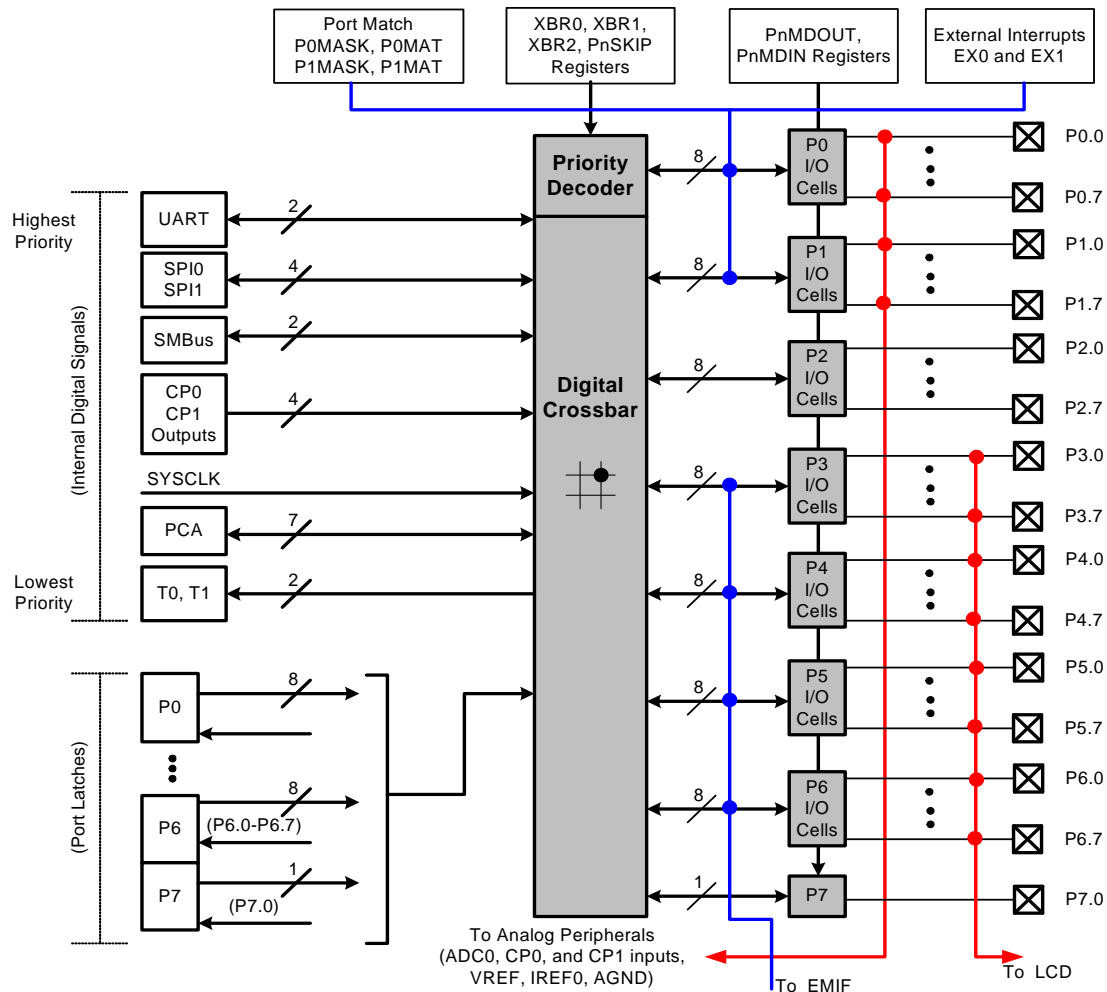 Port Match
P0MASK, P0MAT
P1MASK, P1MAT
XBR0, XBR1,
XBR2, PnSKIP
Registers
PnMDOUT,
PnMDIN Registers
External Interrupts
EX0 and EX1
Highest
Priority
(Internal Digital Signals)
Lowest
Priority
UART
2
SPI0
SPI1
4
SMBus
2
CP0
CP1
Outputs
4
SYSCLK
PCA
7
T0, T1
2
(Port Latches)
P0
8
P6
8
(P6.0-P6.7)
P7
1
(P7.0)
Priority
Decoder
Digital
Crossbar
8
P0
I/O
Cells
P0.0
P0.7
8
P1
I/O
Cells
P1.0
P1.7
8
P2
I/O
Cells
P2.0
P2.7
8
P3
I/O
Cells
P3.0
P3.7
8
P4
I/O
Cells
P4.0
P4.7
8
P5
I/O
Cells
P5.0
P5.7
8
P6
I/O
Cells
P6.0
P6.7
1
P7
P7.0
To Analog Peripherals
(ADC0, CP0, and CP1 inputs,
VREF, IREF0, AGND)
To EMIF
To LCD